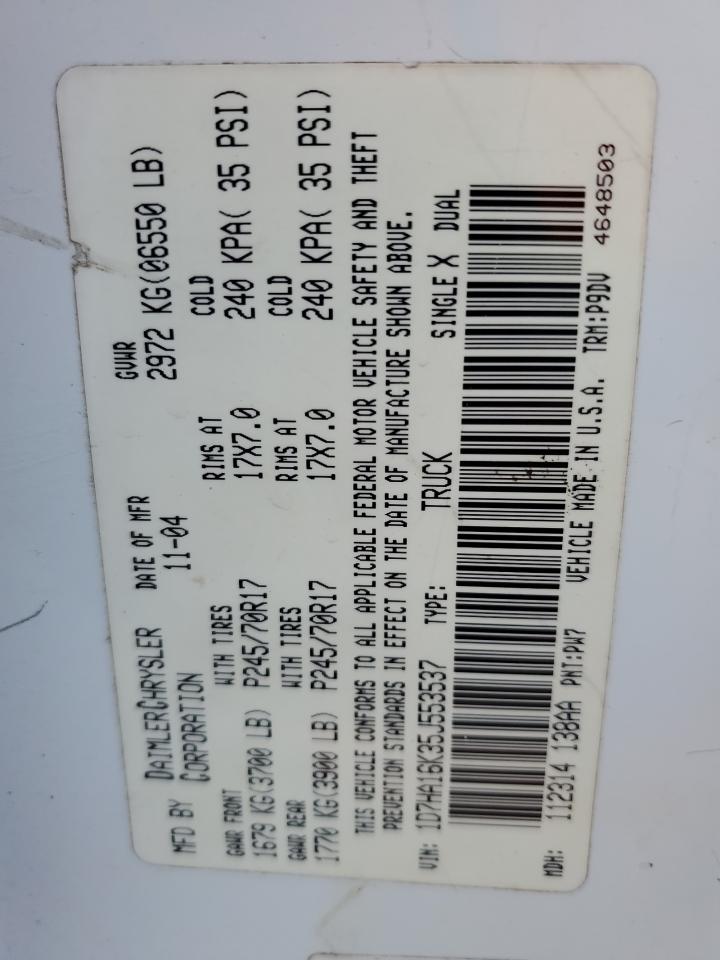 MFD BY DAIMLERCHRYSLER CORPORATION DATE OF MFR 11-04 GVWR 2972 KG(06550 LB)
GAWR FRONT WITH TIRES RIMS AT COLD
1679 KG(3700 LB) P245/70R17 17X7.0 240 KPA( 35 PSI)
GAWR REAR WITH TIRES RIMS AT COLD
1770 KG(3900 LB) P245/70R17 17X7.0 240 KPA( 35 PSI)
THIS VEHICLE CONFORMS TO ALL APPLICABLE FEDERAL MOTOR VEHICLE SAFETY AND THEFT
PREVENTION STANDARDS IN EFFECT ON THE DATE OF MANUFACTURE SHOWN ABOVE.
VIN: 1D7HA16K35J553537 TYPE: TRUCK SINGLE X DUAL
MDH: 112314 138AA PNT:PW7 VEHICLE MADE IN U.S.A. TRM:P9DV
4648503